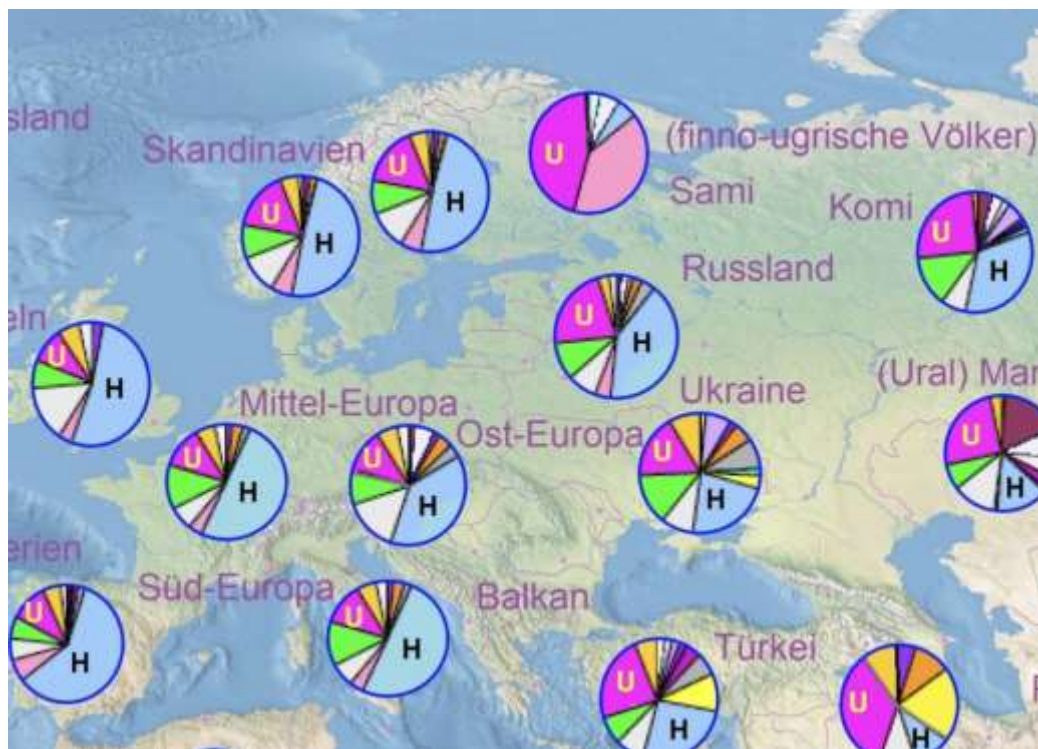 sland
(finno-ugrische Völker)
Skandinavien
U
U
H
Sami
Komi
U
U
H
Russland
H
eln
U
H
U
H
Ukraine
(Ural) Mar
Mittel-Europa
Ost-Europa
U
U
U
U
H
H
H
H
erien
Süd-Europa
Balkan
U
U
H
H
Türkei
U
U
H
H